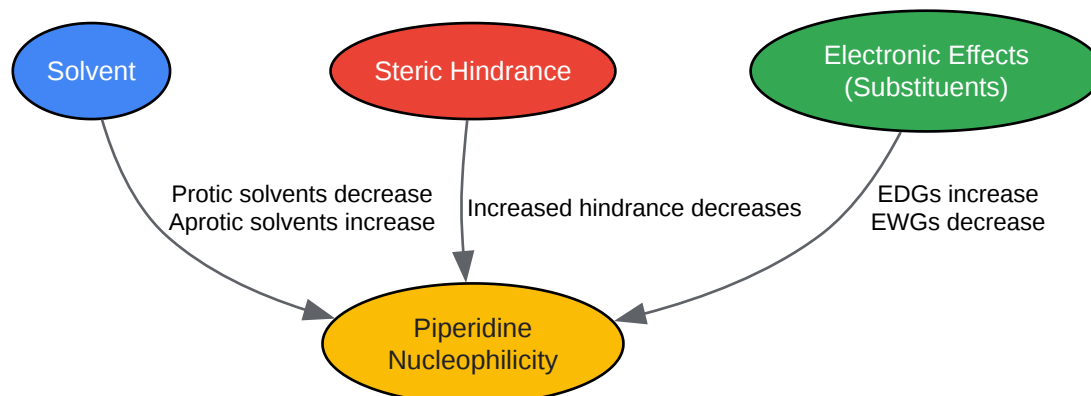 Solvent
Steric Hindrance
Electronic Effects
(Substituents)
Protic solvents decrease
Aprotic solvents increase
Increased hindrance decreases
EDGs increase
EWGs decrease
Piperidine
Nucleophilicity